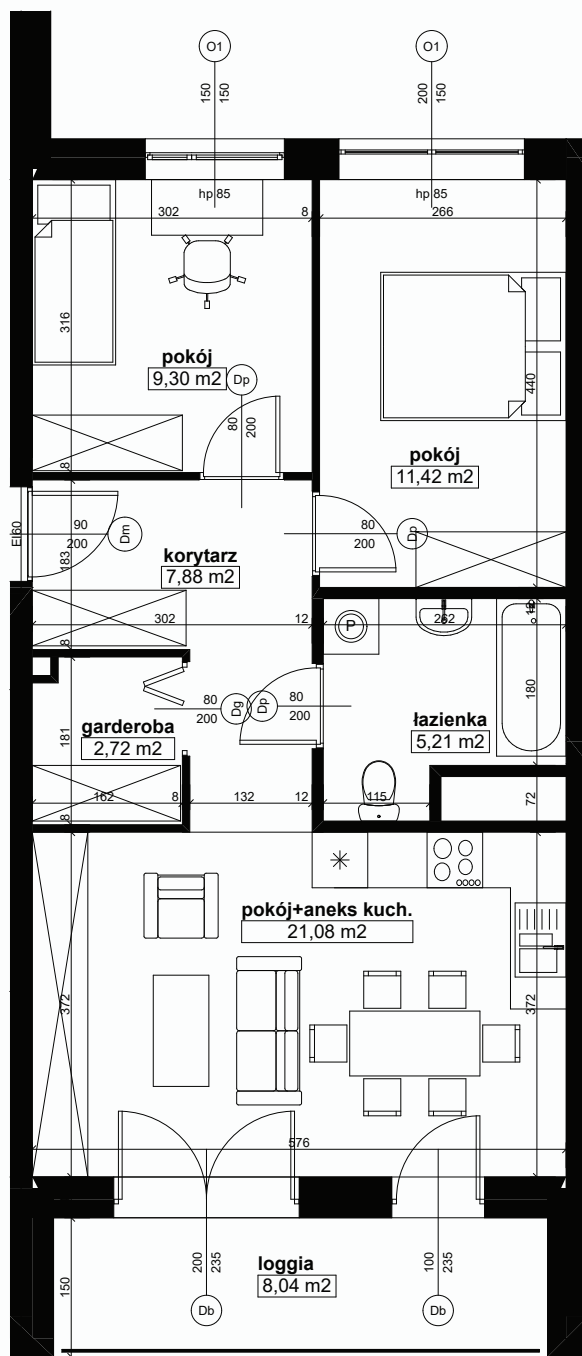 O1
O1
150
150
200
150
hp 85
hp 85
302
8
266
316
pokój
9,30 m2
Dp
440
80
200
pokój
11,42 m2
8
EI60
90
200
Dm
183
80
200
Dp
korytarz
7,88 m2
302
12
262
P
8
180
80
200
Dg
Dp
80
200
garderoba
2,72 m2
181
łazienka
5,21 m2
162
8
132
12
115
72
8
pokój+aneks kuch.
21,08 m2
372
372
576
200
235
100
235
loggia
8,04 m2
150
Db
Db